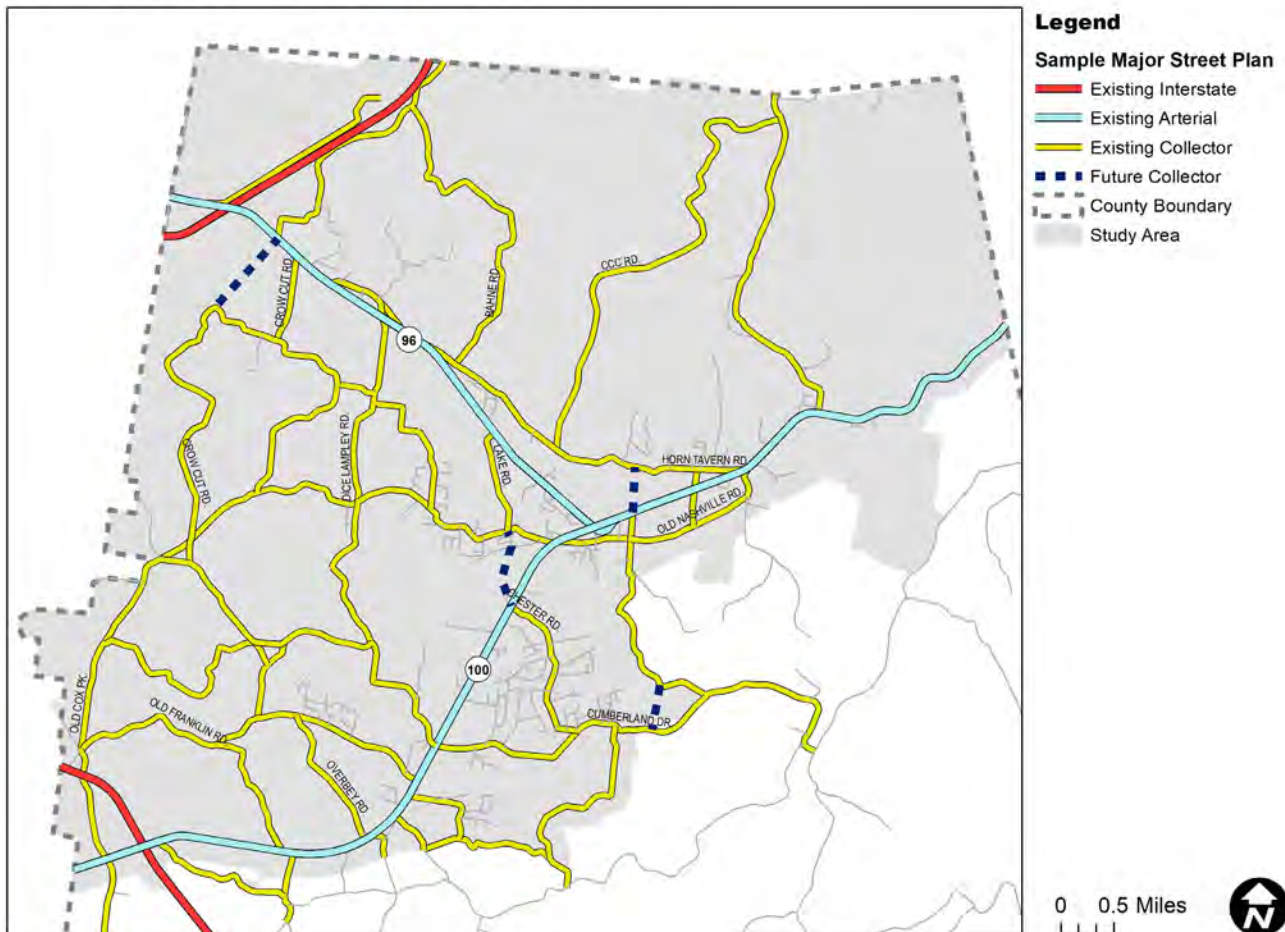 Legend
Sample Major Street Plan
Existing Interstate
Existing Arterial
Existing Collector
Future Collector
County Boundary
Study Area
CROW CUT RD.
96
BAHNE RD.
CCC RD.
CROW CUT RD.
DICE LAMPLEY RD.
LAKE RD.
HORN TAVERN RD.
OLD NASHVILLE RD.
CHESTER RD.
100
OLD COX PK.
OLD FRANKLIN RD.
OVERBEY RD.
CUMBERLAND DR.
0 0.5 Miles
N